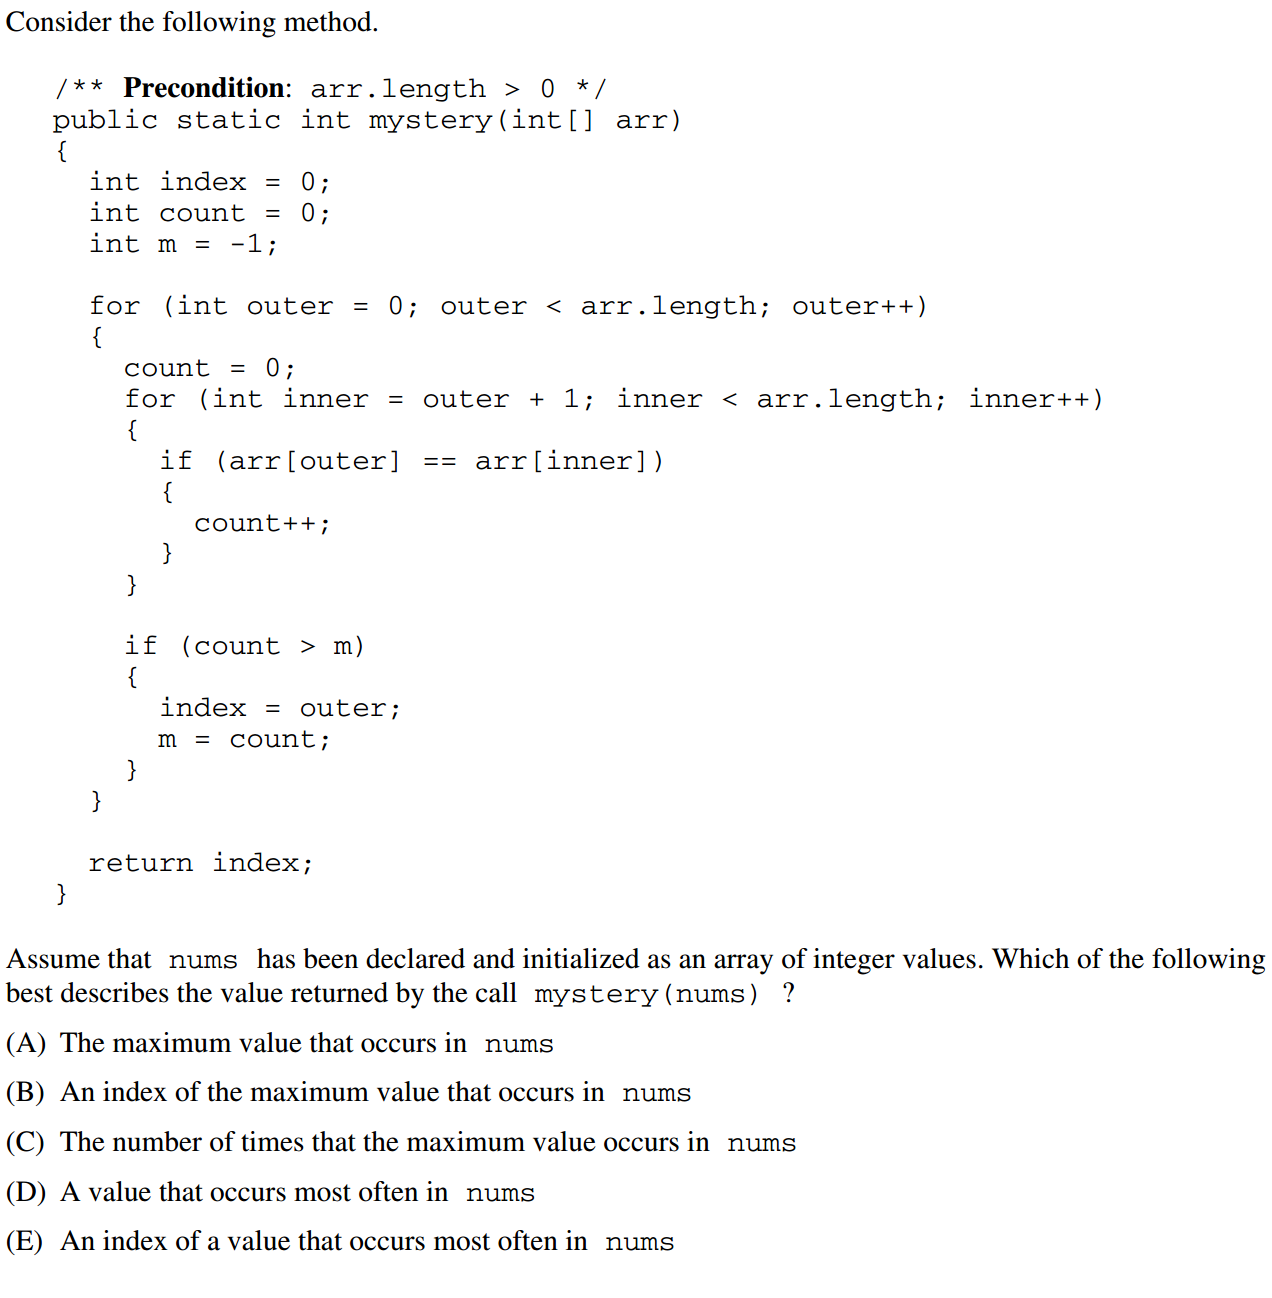 Consider the following method.
/** Precondition: arr.length > 0 */
public static int mystery(int[] arr)
{
int index = 0;
int count = 0;
int m = -1;
for (int outer = 0; outer < arr.length; outer++)
{
count = 0;
for (int inner = outer + 1; inner < arr.length; inner++)
{
if (arr[outer] == arr[inner])
{
count++;
}
}
if (count > m)
{
index = outer;
m = count;
}
}
return index;
}
Assume that nums has been declared and initialized as an array of integer values. Which of the following
best describes the value returned by the call mystery(nums) ?
(A) The maximum value that occurs in nums
(B) An index of the maximum value that occurs in nums
(C) The number of times that the maximum value occurs in nums
(D) A value that occurs most often in nums
(E) An index of a value that occurs most often in nums